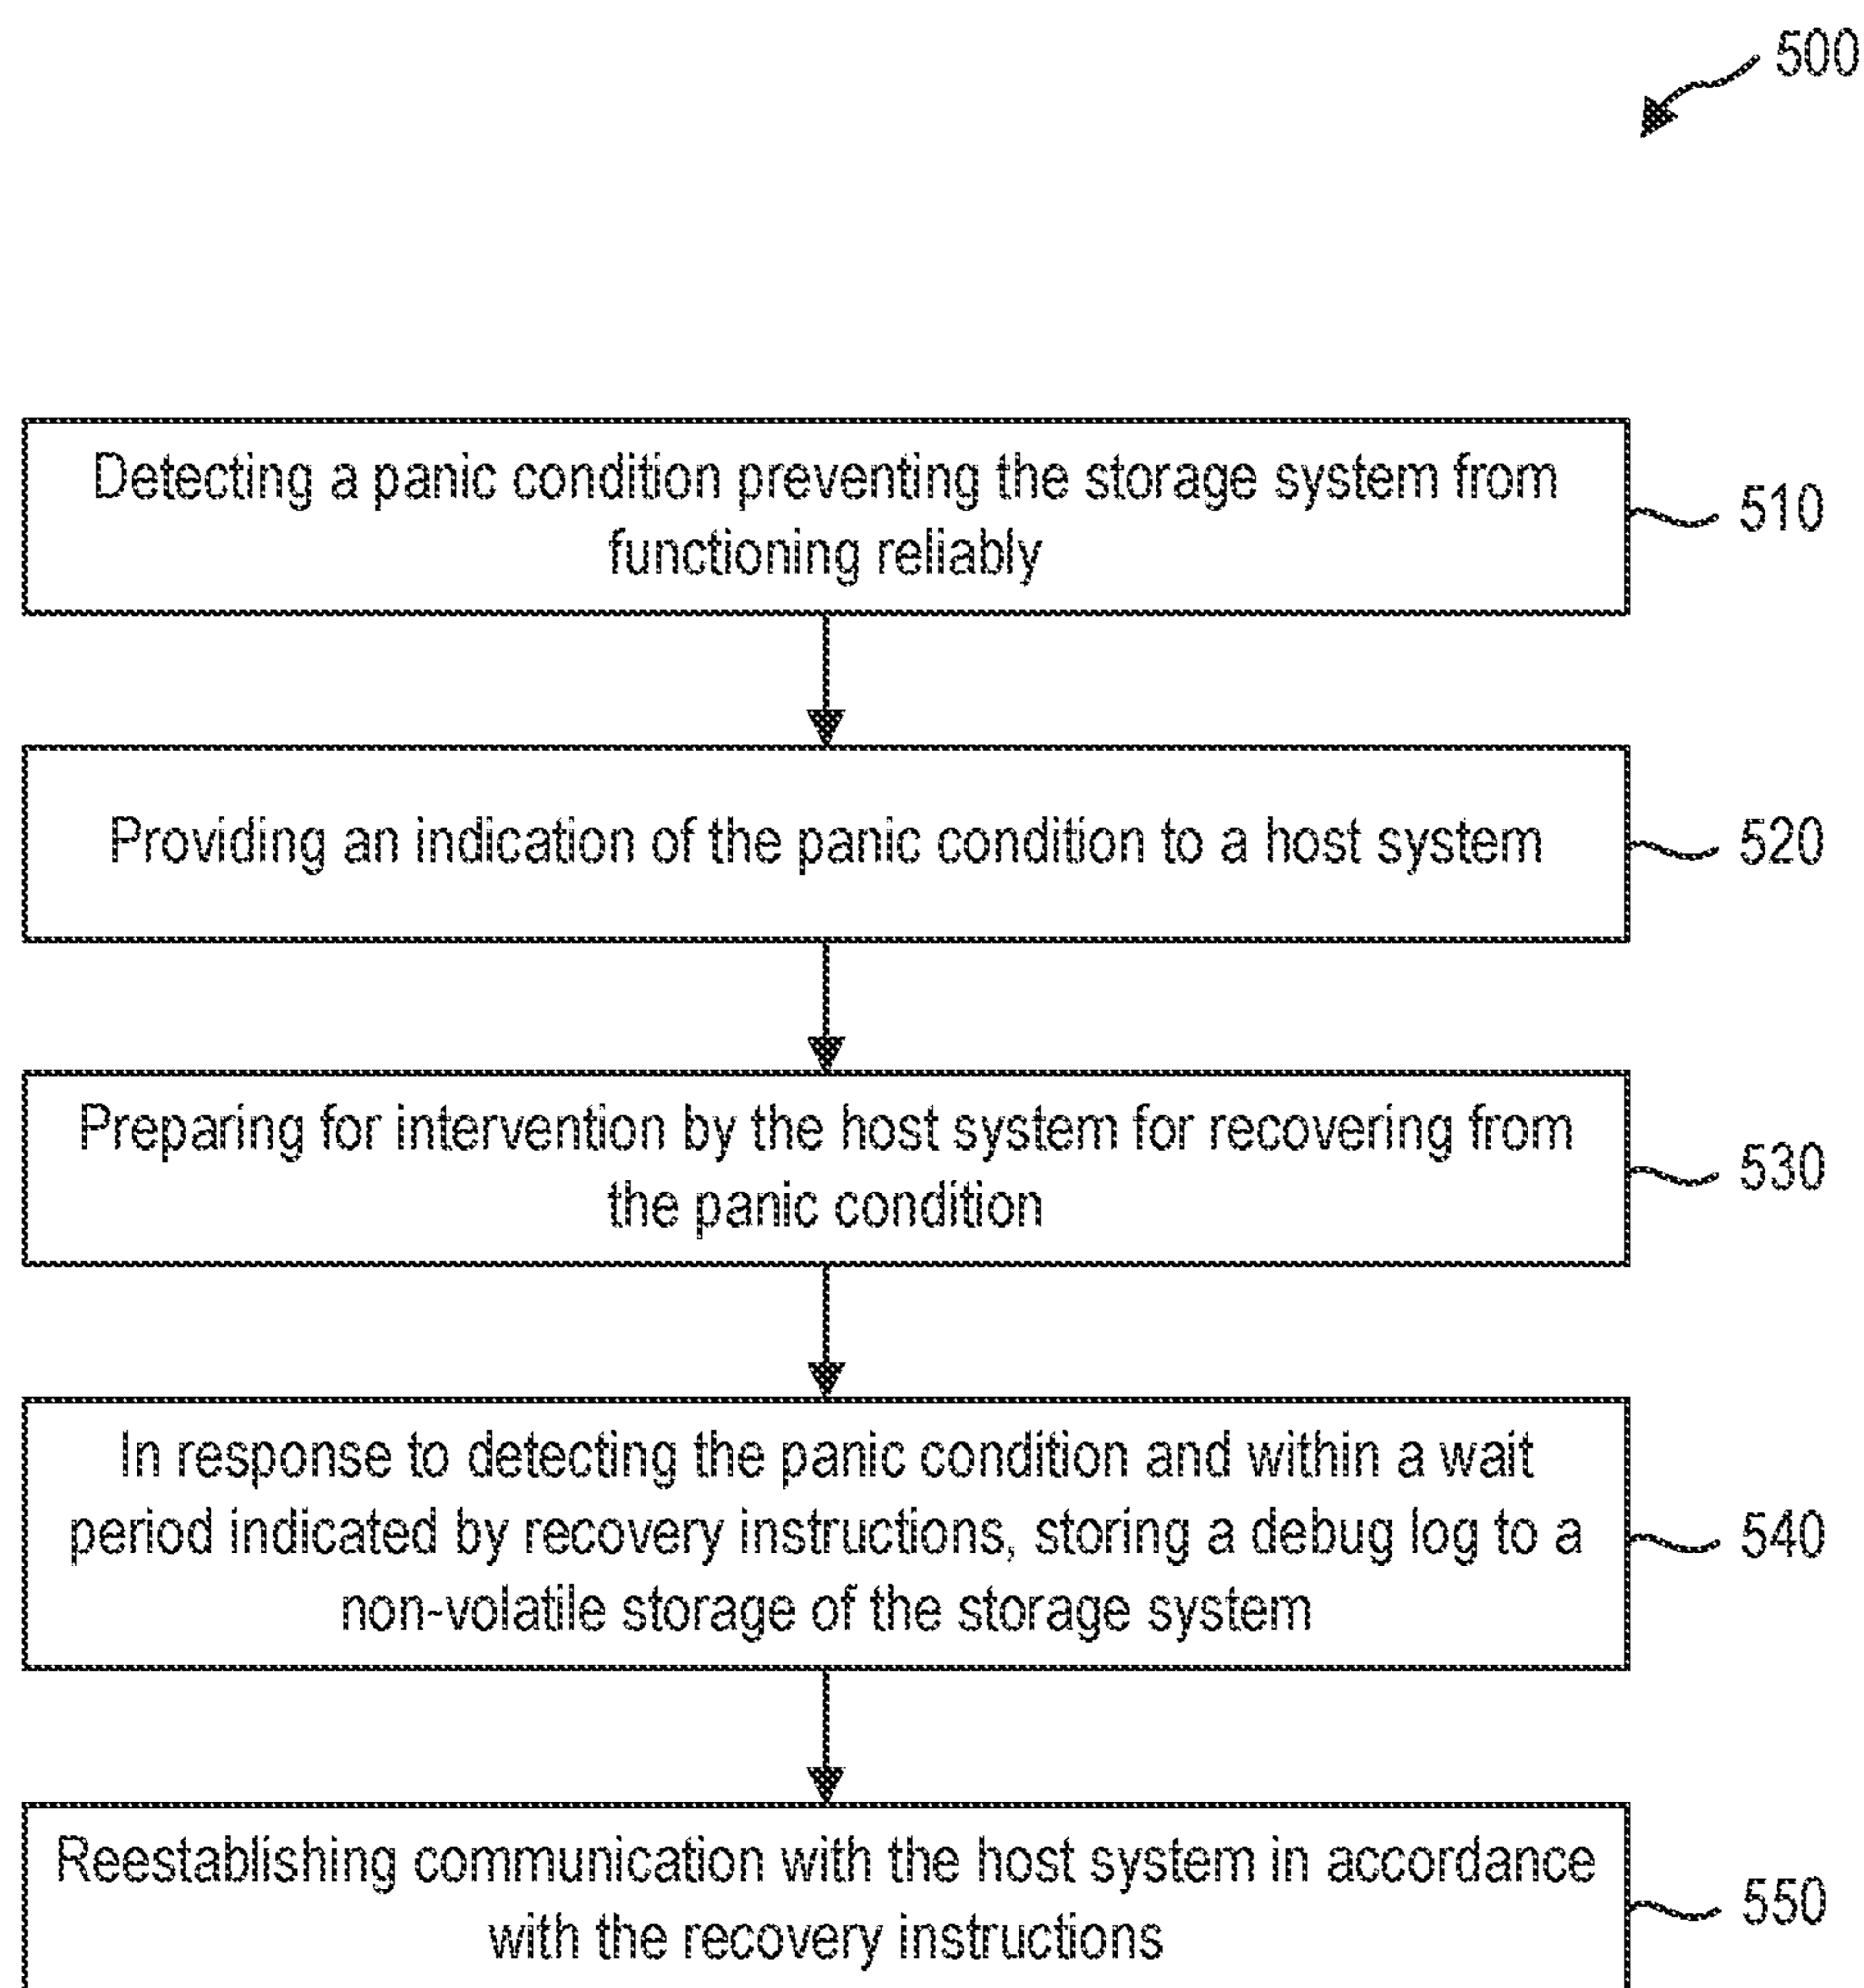 500
Detecting a panic condition preventing the storage system from
functioning reliably
510
Providing an indication of the panic condition to a host system
520
Preparing for intervention by the host system for recovering from
the panic condition
530
In response to detecting the panic condition and within a wait
period indicated by recovery instructions, storing a debug log to a
non-volatile storage of the storage system
540
Reestablishing communication with the host system in accordance
with the recovery instructions
550